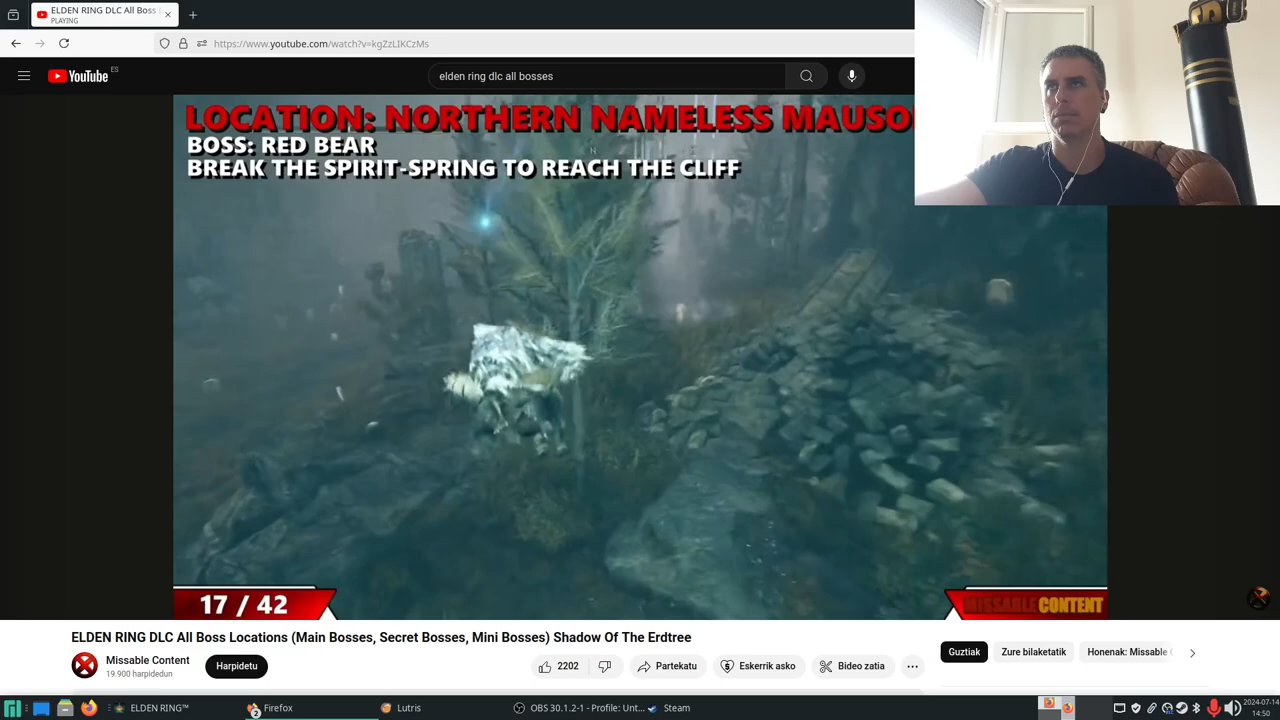 ELDEN RING DLC All Boss
PLAYING
https://www.youtube.com/watch?v=kgZzLIKCzMs
YouTube ES
elden ring dlc all bosses
LOCATION: NORTHERN NAMELESS
BOSS: RED BEAR
BREAK THE SPIRIT-SPRING TO REACH THE CLIFF
17 / 42
MISSABLE CONTENT
ELDEN RING DLC All Boss Locations (Main Bosses, Secret Bosses, Mini Bosses) Shadow Of The Erdtree
Missable Content
19.900 harpidedun
Harpidetu
2202
Partekatu
Eskerrik asko
Bideo zatia
Guztiak
Zure bilaketatik
Honenak: Missable
ELDEN RING™
2
Firefox
Lutris
OBS 30.1.2-1 - Profile: Unt...
Steam
2024-07-14
14:50